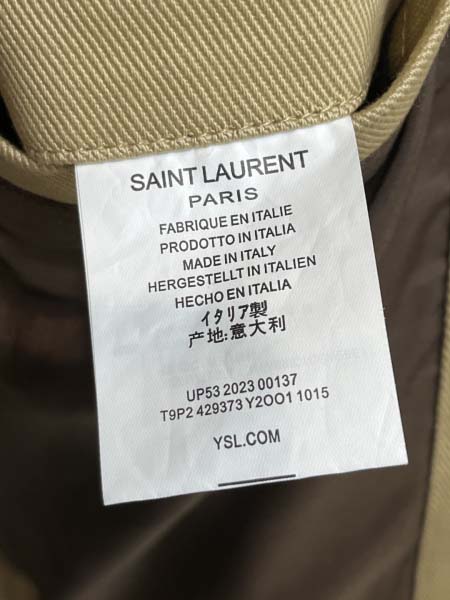 SAINT LAURENT
PARIS
FABRIQUE EN ITALIE
PRODOTTO IN ITALIA
MADE IN ITALY
HERGESTELLT IN ITALIEN
HECHO EN ITALIA
イタリア製
产地:意大利
UP53 2023 00137
T9P2 429373 Y2OO1 1015
YSL.COM